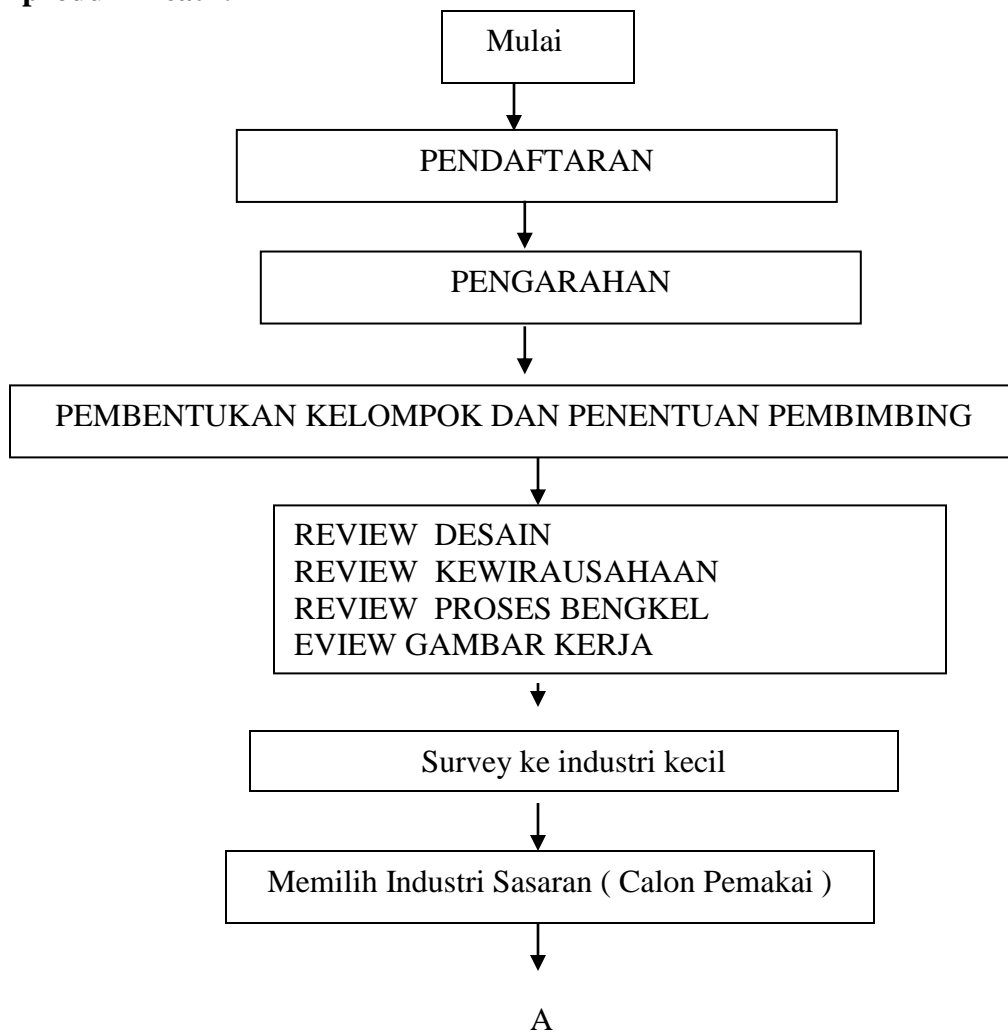 Mulai
PENDAFTARAN
PENGARAHAN
PEMBENTUKAN KELOMPOK DAN PENENTUAN PEMBIMBING
REVIEW DESAIN
REVIEW KEWIRAUSAHAAN
REVIEW PROSES BENGKEL
EVIEW GAMBAR KERJA
Survey ke industri kecil
Memilih Industri Sasaran ( Calon Pemakai )
A